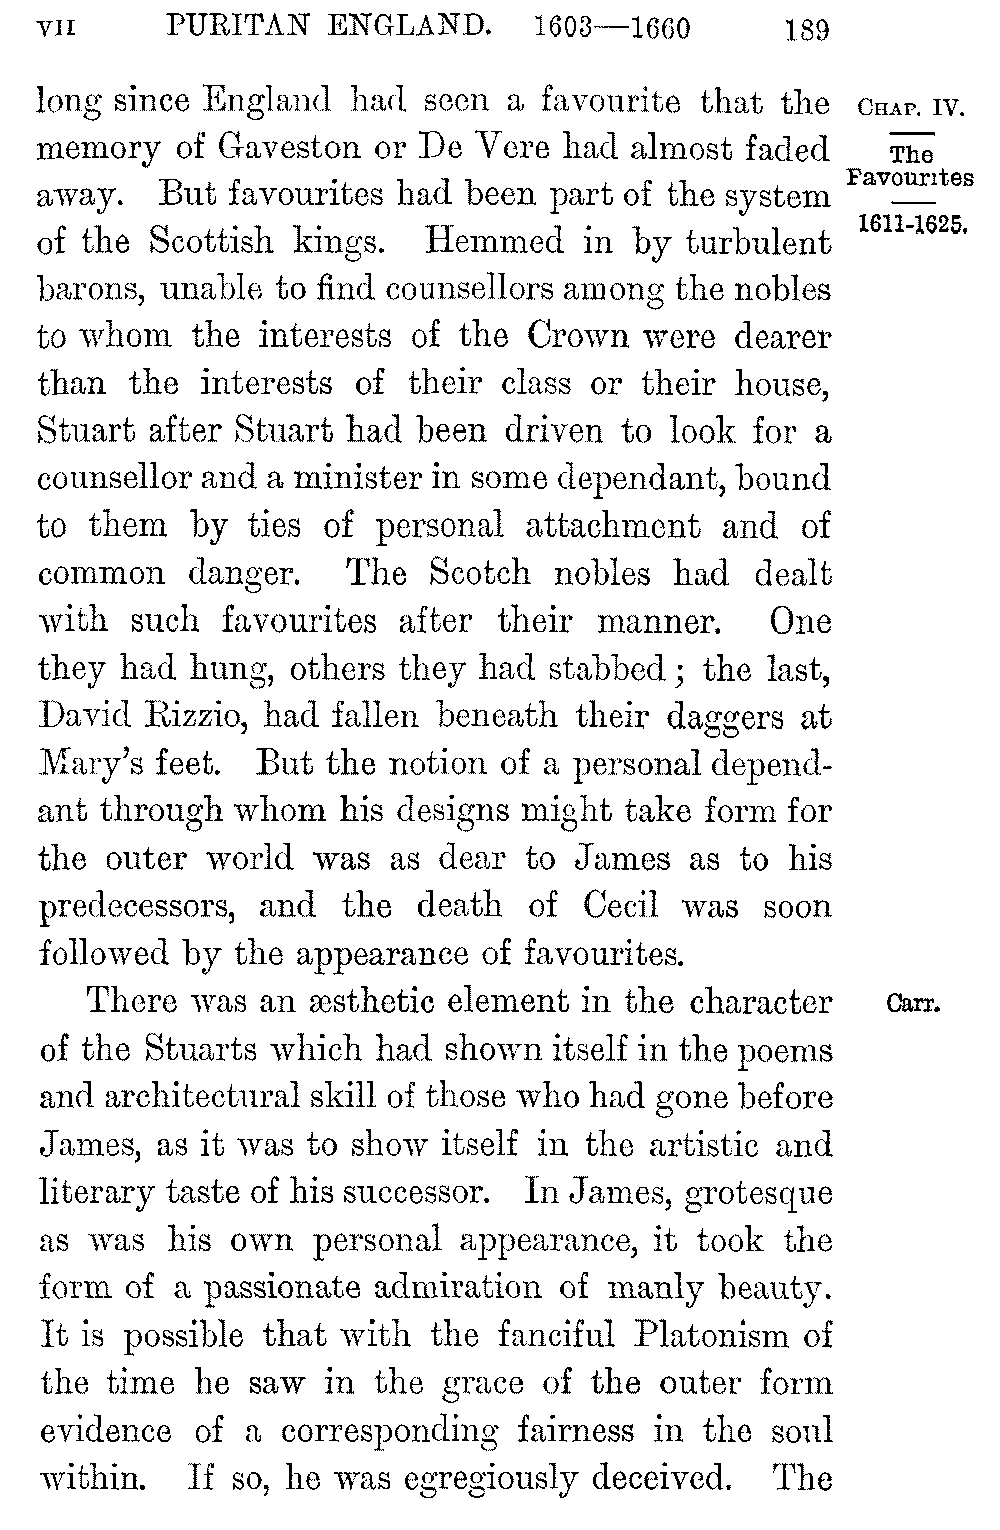 VII PURITAN ENGLAND. 1603—1660 189
long since England had seen a favourite that the
memory of Gaveston or De Vere had almost faded
away. But favourites had been part of the system
of the Scottish kings. Hemmed in by turbulent
barons, unable to find counsellors among the nobles
to whom the interests of the Crown were dearer
than the interests of their class or their house,
Stuart after Stuart had been driven to look for a
counsellor and a minister in some dependant, bound
to them by ties of personal attachment and of
common danger. The Scotch nobles had dealt
with such favourites after their manner. One
they had hung, others they had stabbed; the last,
David Rizzio, had fallen beneath their daggers at
Mary's feet. But the notion of a personal depend-
ant through whom his designs might take form for
the outer world was as dear to James as to his
predecessors, and the death of Cecil was soon
followed by the appearance of favourites.
There was an æsthetic element in the character
of the Stuarts which had shown itself in the poems
and architectural skill of those who had gone before
James, as it was to show itself in the artistic and
literary taste of his successor. In James, grotesque
as was his own personal appearance, it took the
form of a passionate admiration of manly beauty.
It is possible that with the fanciful Platonism of
the time he saw in the grace of the outer form
evidence of a corresponding fairness in the soul
within. If so, he was egregiously deceived. The
CHAP. IV.
The
Favourites
1611-1625.
Carr.